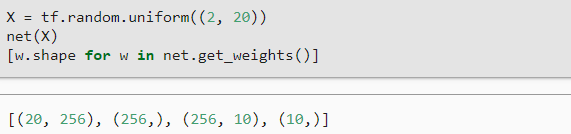 X = tf.random.uniform((2, 20))
net(X)
[w.shape for w in net.get_weights()]
[(20, 256), (256,), (256, 10), (10,)]